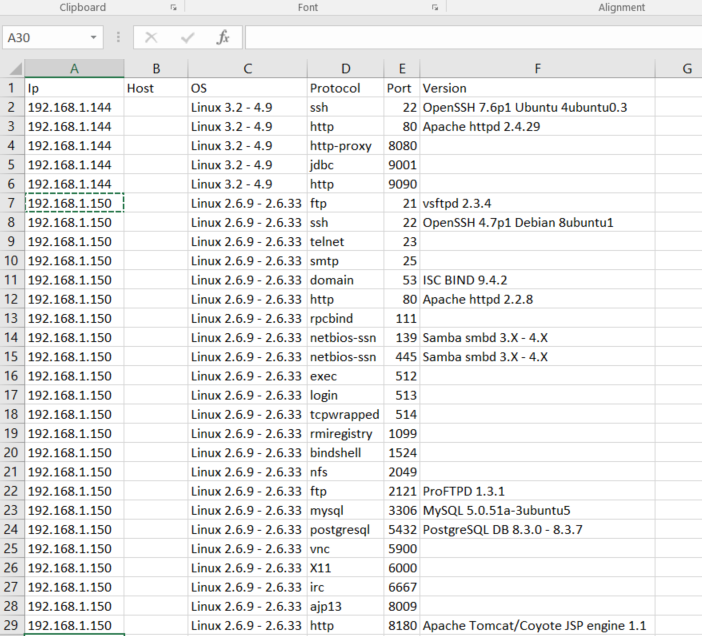 Clipboard Font Alignment
A30 fx
A B C D E F G
1 Ip Host OS Protocol Port Version
2 192.168.1.144 Linux 3.2 - 4.9 ssh 22 OpenSSH 7.6p1 Ubuntu 4ubuntu0.3
3 192.168.1.144 Linux 3.2 - 4.9 http 80 Apache httpd 2.4.29
4 192.168.1.144 Linux 3.2 - 4.9 http-proxy 8080
5 192.168.1.144 Linux 3.2 - 4.9 jdbc 9001
6 192.168.1.144 Linux 3.2 - 4.9 http 9090
7 192.168.1.150 Linux 2.6.9 - 2.6.33 ftp 21 vsftpd 2.3.4
8 192.168.1.150 Linux 2.6.9 - 2.6.33 ssh 22 OpenSSH 4.7p1 Debian 8ubuntu1
9 192.168.1.150 Linux 2.6.9 - 2.6.33 telnet 23
10 192.168.1.150 Linux 2.6.9 - 2.6.33 smtp 25
11 192.168.1.150 Linux 2.6.9 - 2.6.33 domain 53 ISC BIND 9.4.2
12 192.168.1.150 Linux 2.6.9 - 2.6.33 http 80 Apache httpd 2.2.8
13 192.168.1.150 Linux 2.6.9 - 2.6.33 rpcbind 111
14 192.168.1.150 Linux 2.6.9 - 2.6.33 netbios-ssn 139 Samba smbd 3.X - 4.X
15 192.168.1.150 Linux 2.6.9 - 2.6.33 netbios-ssn 445 Samba smbd 3.X - 4.X
16 192.168.1.150 Linux 2.6.9 - 2.6.33 exec 512
17 192.168.1.150 Linux 2.6.9 - 2.6.33 login 513
18 192.168.1.150 Linux 2.6.9 - 2.6.33 tcpwrapped 514
19 192.168.1.150 Linux 2.6.9 - 2.6.33 rmiregistry 1099
20 192.168.1.150 Linux 2.6.9 - 2.6.33 bindshell 1524
21 192.168.1.150 Linux 2.6.9 - 2.6.33 nfs 2049
22 192.168.1.150 Linux 2.6.9 - 2.6.33 ftp 2121 ProFTPD 1.3.1
23 192.168.1.150 Linux 2.6.9 - 2.6.33 mysql 3306 MySQL 5.0.51a-3ubuntu5
24 192.168.1.150 Linux 2.6.9 - 2.6.33 postgresql 5432 PostgreSQL DB 8.3.0 - 8.3.7
25 192.168.1.150 Linux 2.6.9 - 2.6.33 vnc 5900
26 192.168.1.150 Linux 2.6.9 - 2.6.33 X11 6000
27 192.168.1.150 Linux 2.6.9 - 2.6.33 irc 6667
28 192.168.1.150 Linux 2.6.9 - 2.6.33 ajp13 8009
29 192.168.1.150 Linux 2.6.9 - 2.6.33 http 8180 Apache Tomcat/Coyote JSP engine 1.1